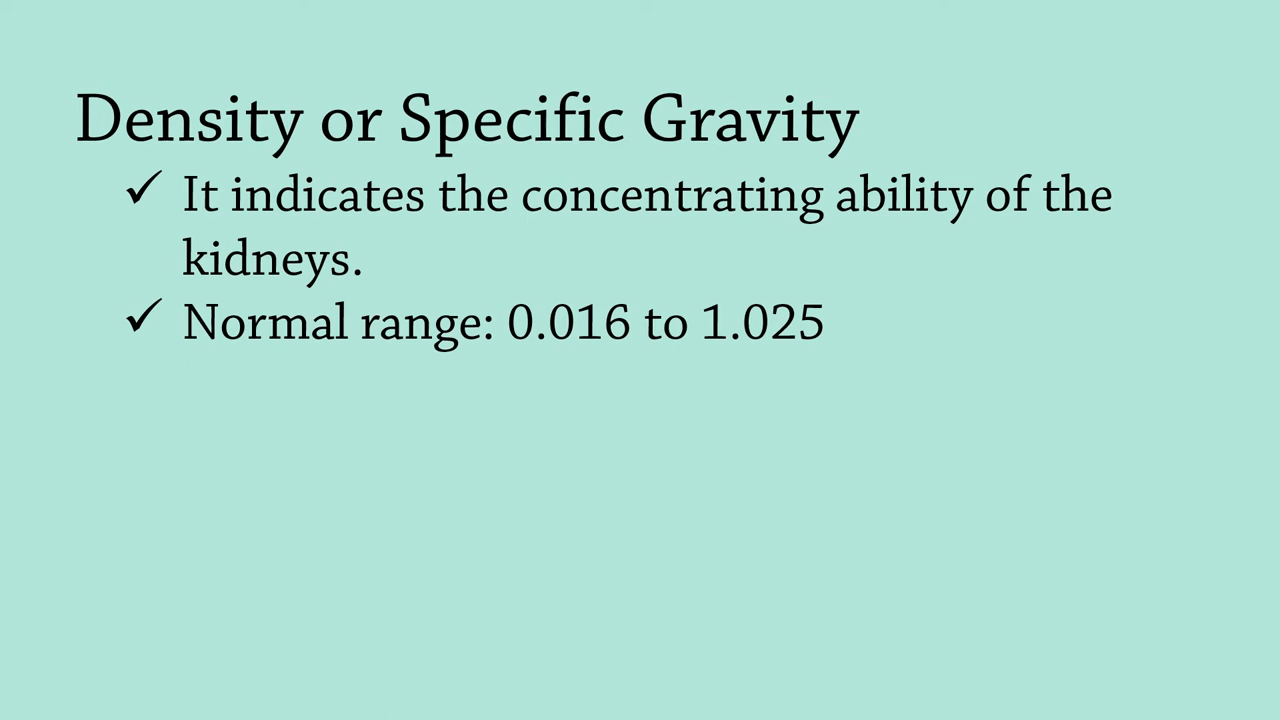 Density or Specific Gravity
✓ It indicates the concentrating ability of the
kidneys.
✓ Normal range: 0.016 to 1.025